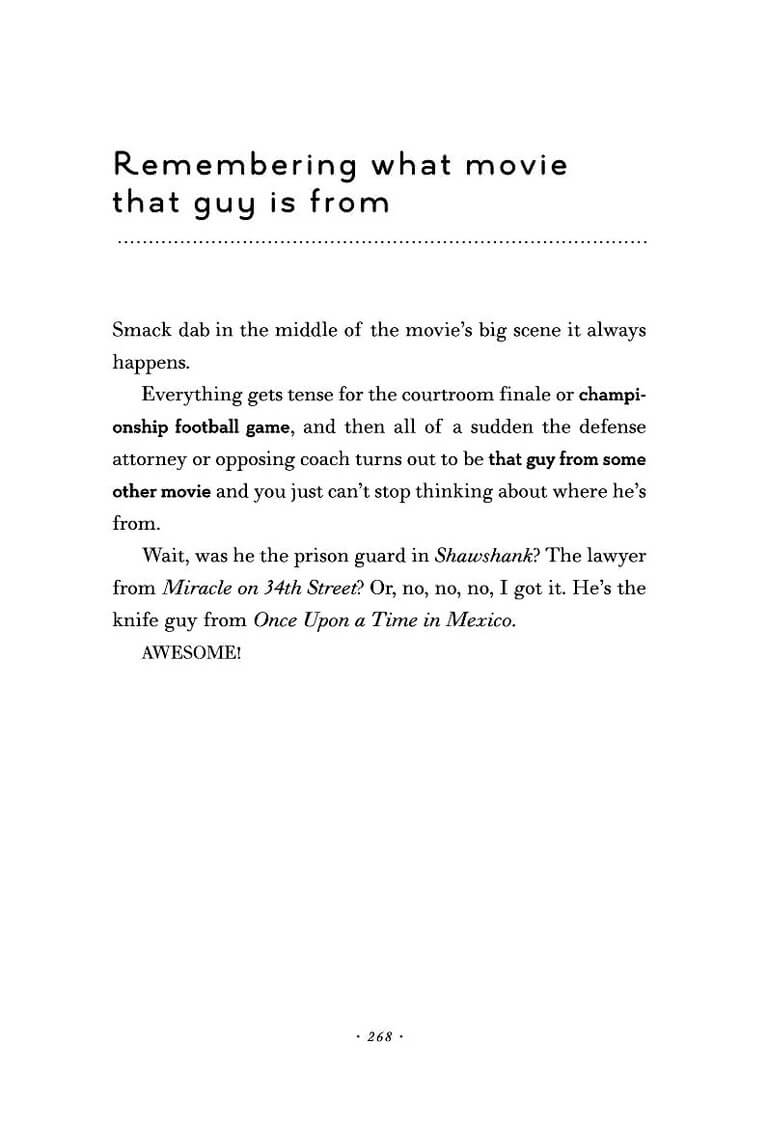 Remembering what movie
that guy is from
Smack dab in the middle of the movie’s big scene it always
happens.
Everything gets tense for the courtroom finale or champi-
onship football game, and then all of a sudden the defense
attorney or opposing coach turns out to be that guy from some
other movie and you just can’t stop thinking about where he’s
from.
Wait, was he the prison guard in Shawshank? The lawyer
from Miracle on 34th Street? Or, no, no, no, I got it. He’s the
knife guy from Once Upon a Time in Mexico.
AWESOME!
· 268 ·